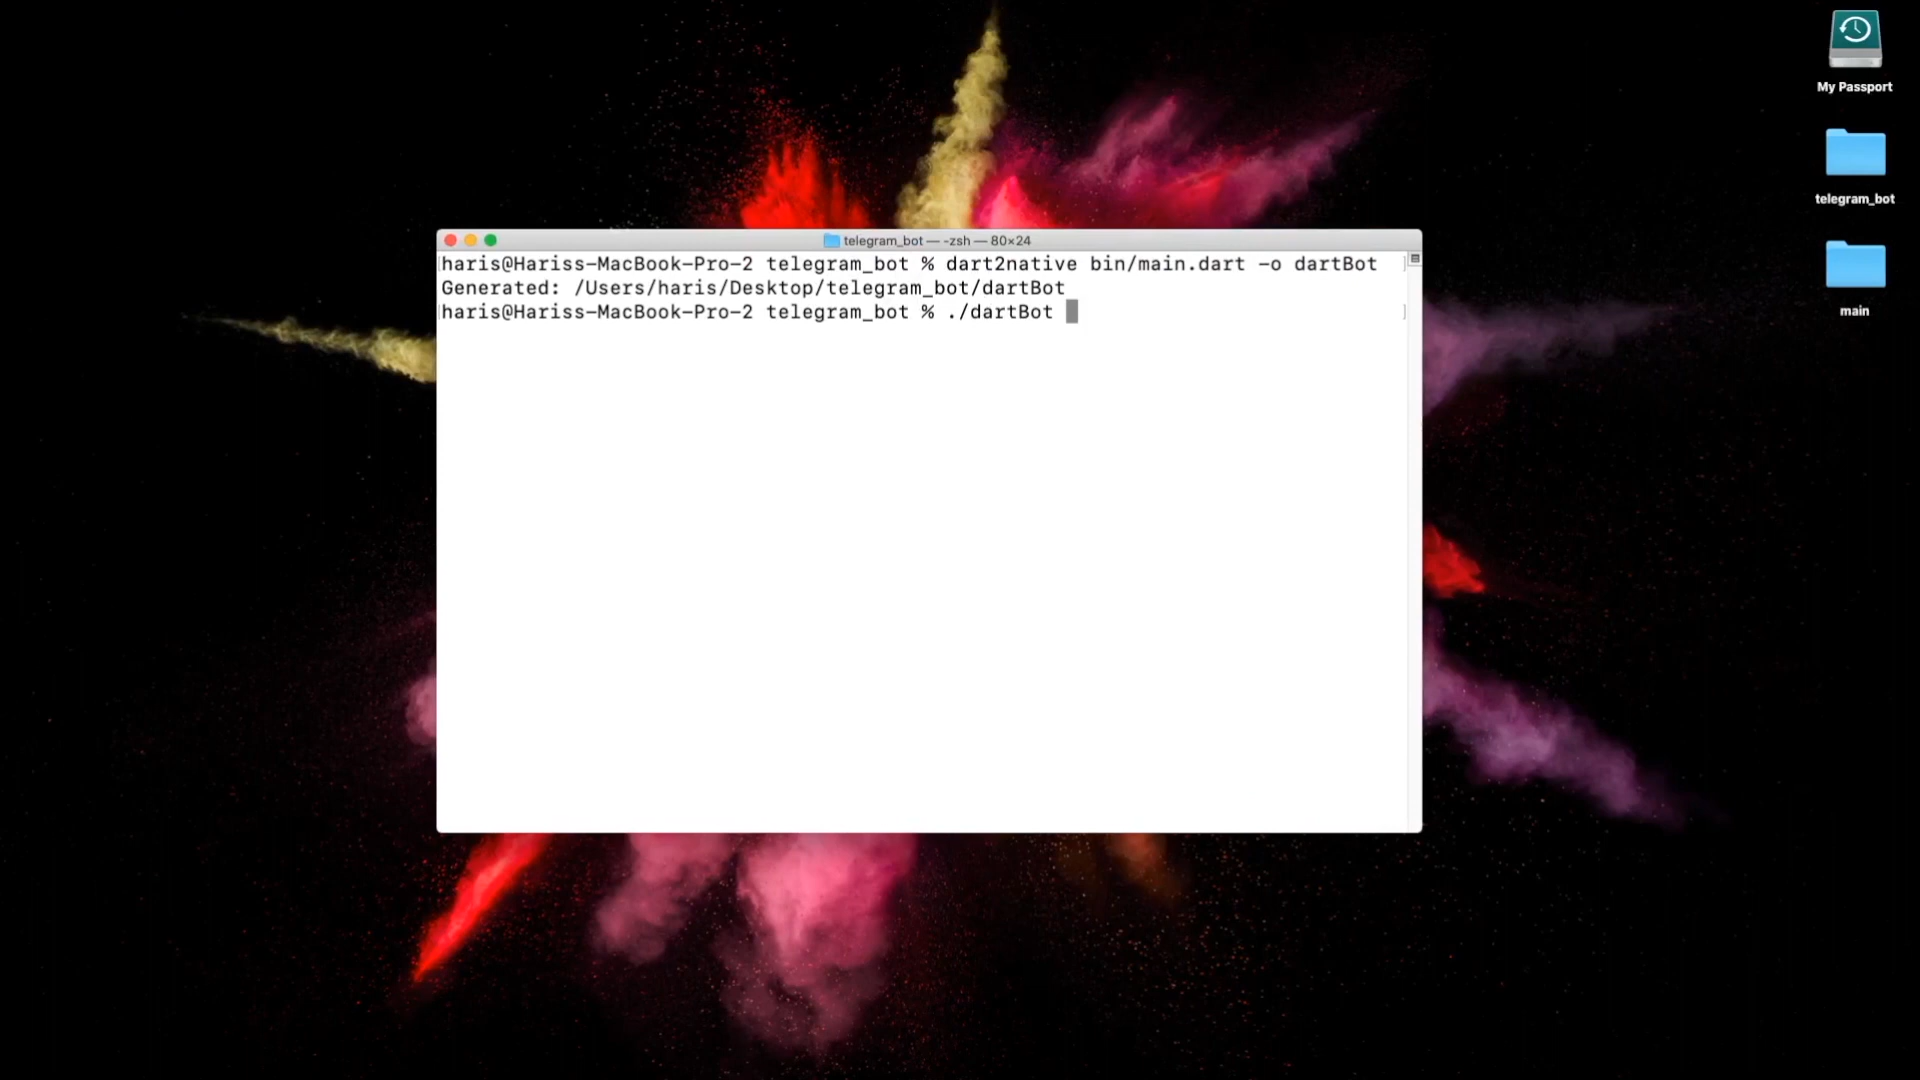 My Passport
telegram_bot
main
telegram_bot — -zsh — 80×24
haris@Hariss-MacBook-Pro-2 telegram_bot % dart2native bin/main.dart -o dartBot
Generated: /Users/haris/Desktop/telegram_bot/dartBot
haris@Hariss-MacBook-Pro-2 telegram_bot % ./dartBot